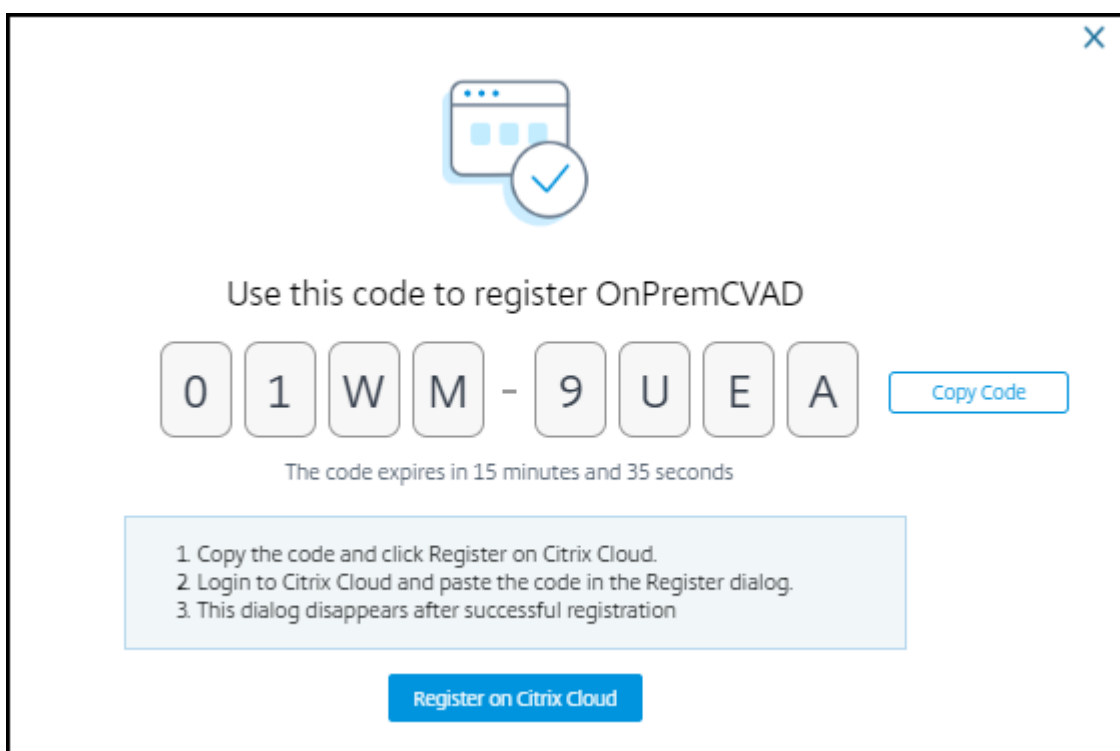 Use this code to register OnPremCVAD
01WM-9UEA
Copy Code
The code expires in 15 minutes and 35 seconds
1. Copy the code and click Register on Citrix Cloud.
2. Login to Citrix Cloud and paste the code in the Register dialog.
3. This dialog disappears after successful registration
Register on Citrix Cloud